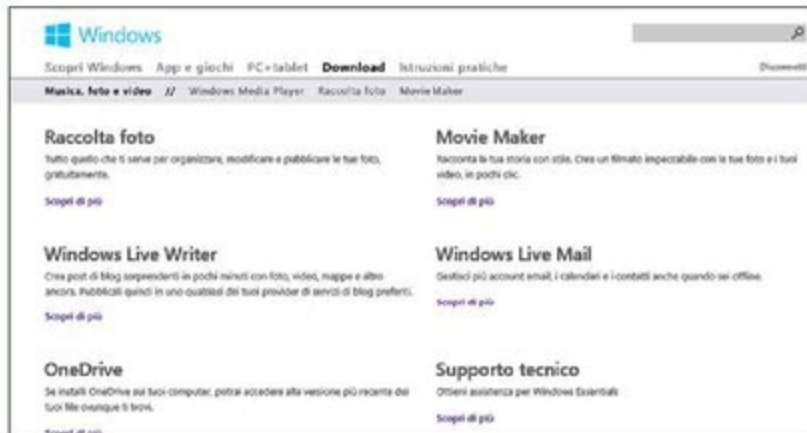 Windows
Scopri Windows App e giochi PC+tablet Download Istruzioni pratiche Disconnetti
Musica, foto e video // Windows Media Player Raccolta foto Movie Maker
Raccolta foto
Tutto quello che ti serve per organizzare, modificare e pubblicare le tue foto,
gratuitamente.
Scopri di più
Movie Maker
Racconta la tua storia con stile. Crea un filmato impeccabile con le tue foto e i tuoi
video, in pochi clic.
Scopri di più
Windows Live Writer
Crea post di blog sorprendenti in pochi minuti con foto, video, mappe e altro
ancora. Pubblicali quindi in uno qualsiasi dei tuoi provider di servizi di blog preferiti.
Scopri di più
Windows Live Mail
Gestisci più account email, i calendari e i contatti anche quando sei offline.
Scopri di più
OneDrive
Se installi OneDrive sui tuoi computer, potrai accedere alla versione più recente dei
tuoi file ovunque ti trovi.
Scopri di più
Supporto tecnico
Ottieni assistenza per Windows Essentials
Scopri di più